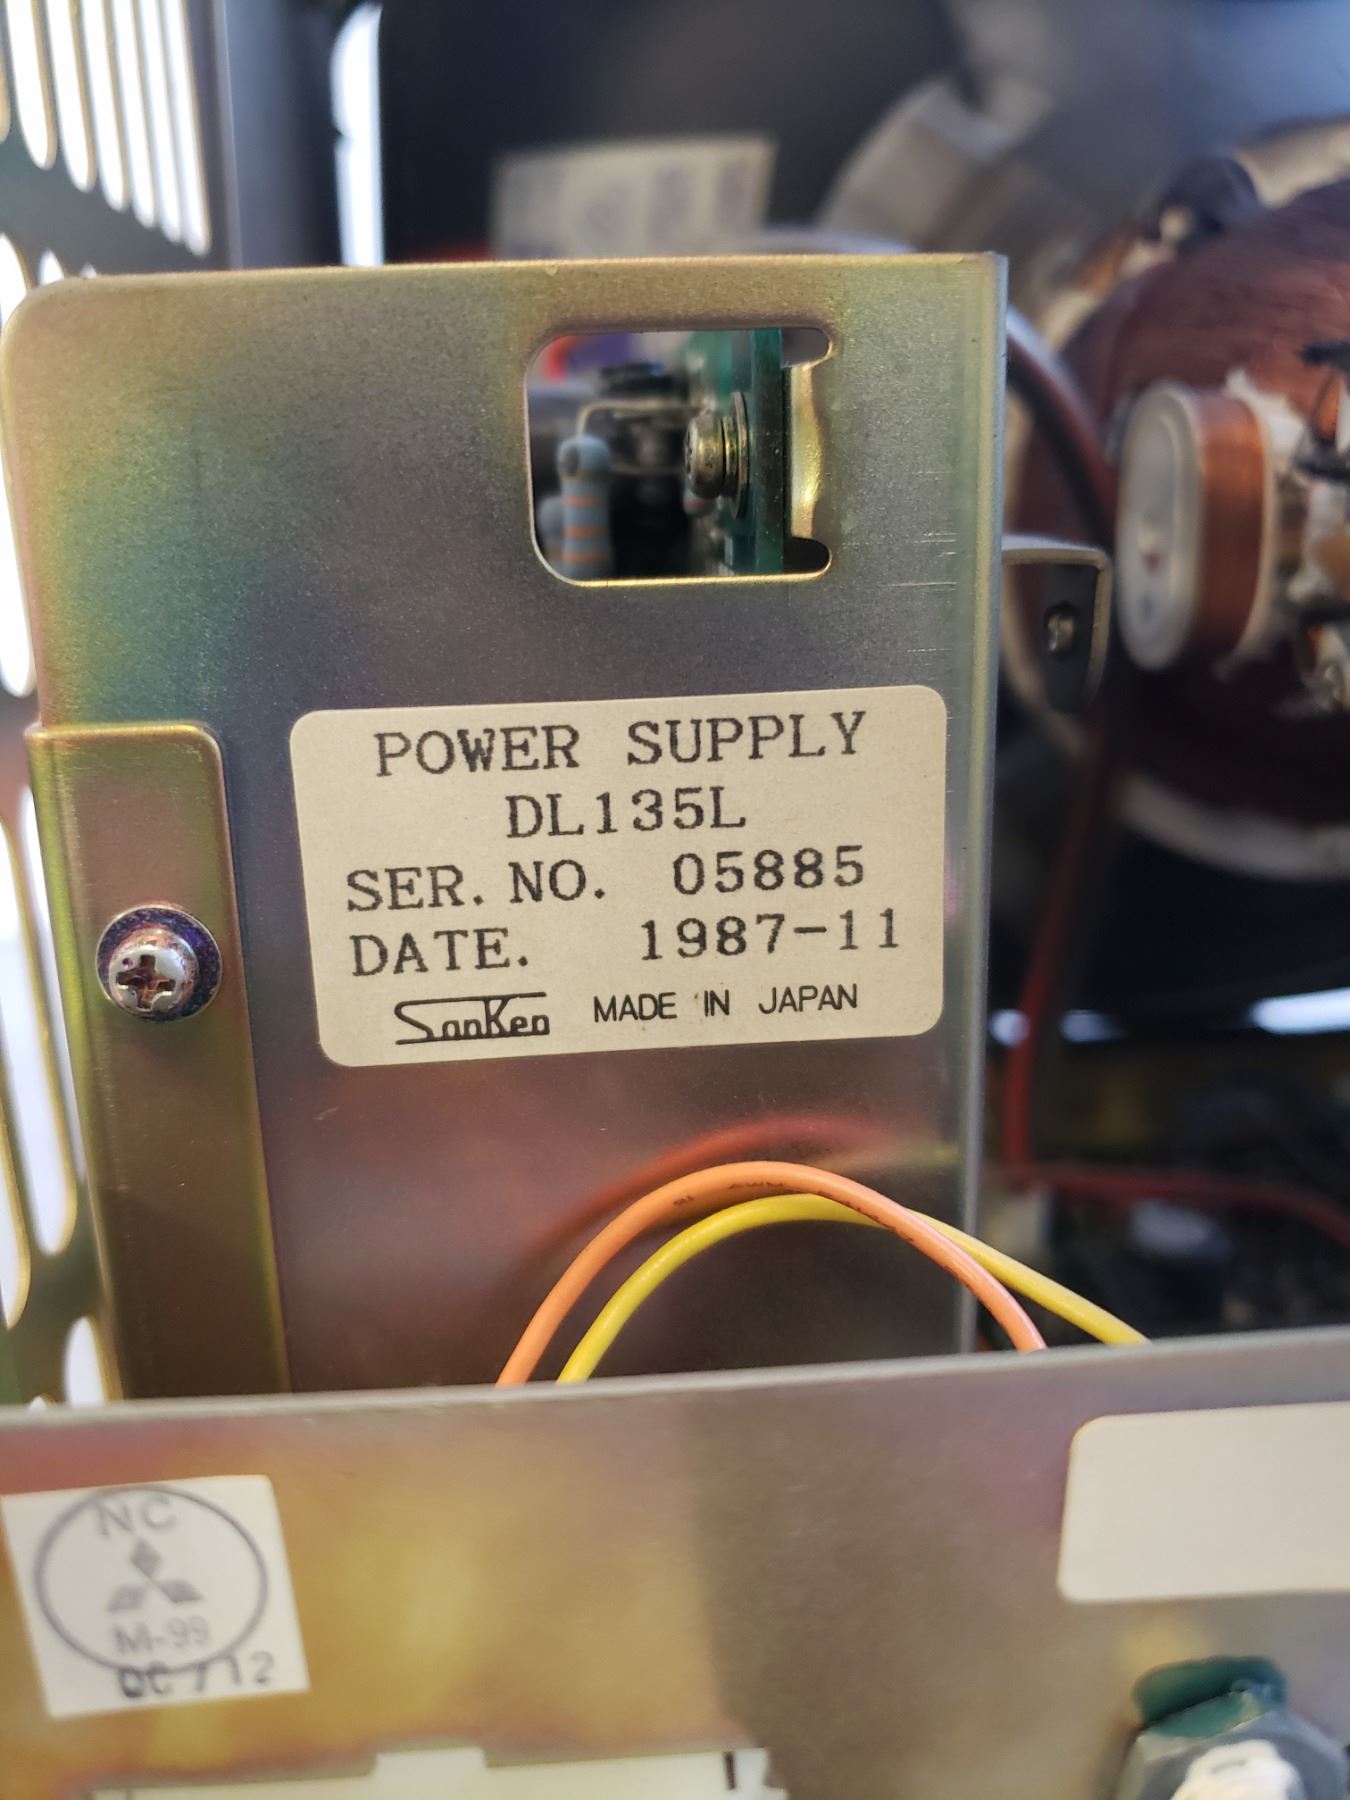 POWER SUPPLY
DL135L
SER. NO. 05885
DATE. 1987-11
SanKen MADE IN JAPAN
NC
M-99
QC 712